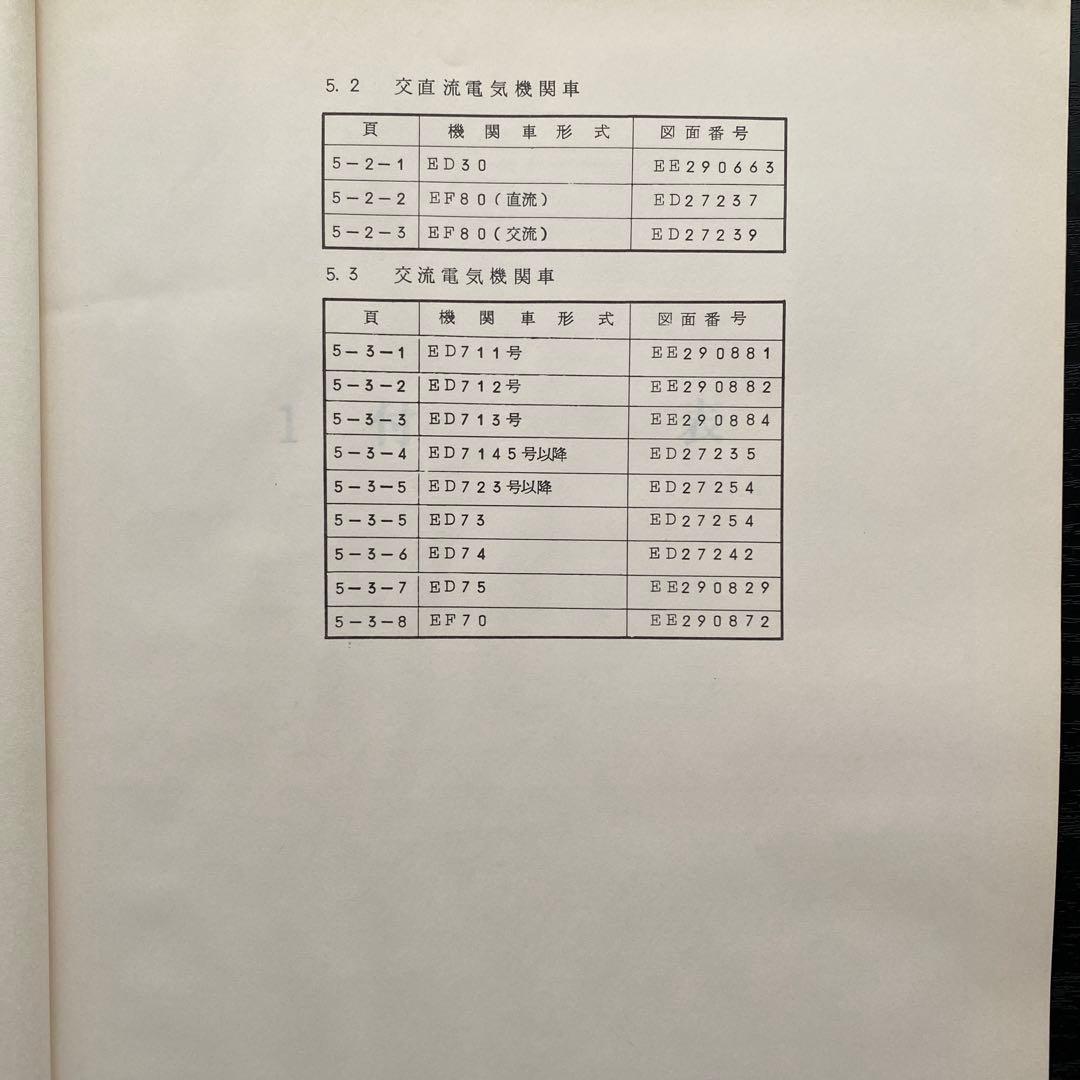 5. 2 交直流電気機関車
頁 機関車形式 図面番号
5-2-1 ED30 EE290663
5-2-2 EF80(直流) ED27237
5-2-3 EF80(交流) ED27239
5. 3 交流電気機関車
頁 機関車形式 図面番号
5-3-1 ED711号 EE290881
5-3-2 ED712号 EE290882
5-3-3 ED713号 EE290884
5-3-4 ED7145号以降 ED27235
5-3-5 ED723号以降 ED27254
5-3-5 ED73 ED27254
5-3-6 ED74 ED27242
5-3-7 ED75 EE290829
5-3-8 EF70 EE290872